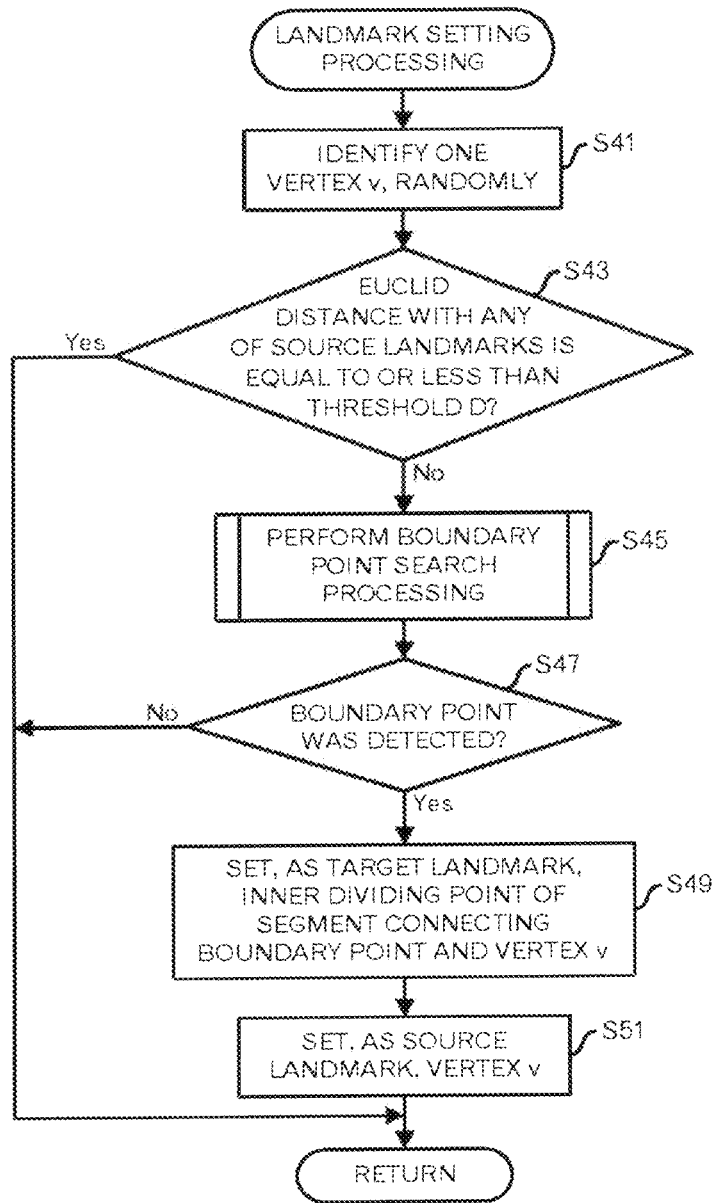 LANDMARK SETTING
PROCESSING
S41
IDENTIFY ONE
VERTEX v, RANDOMLY
S43
EUCLID
DISTANCE WITH ANY
OF SOURCE LANDMARKS IS
EQUAL TO OR LESS THAN
THRESHOLD D?
Yes
No
PERFORM BOUNDARY
POINT SEARCH
PROCESSING
S45
S47
BOUNDARY POINT
WAS DETECTED?
No
Yes
SET, AS TARGET LANDMARK,
INNER DIVIDING POINT OF
SEGMENT CONNECTING
BOUNDARY POINT AND VERTEX v
S49
SET, AS SOURCE
LANDMARK, VERTEX v
S51
RETURN